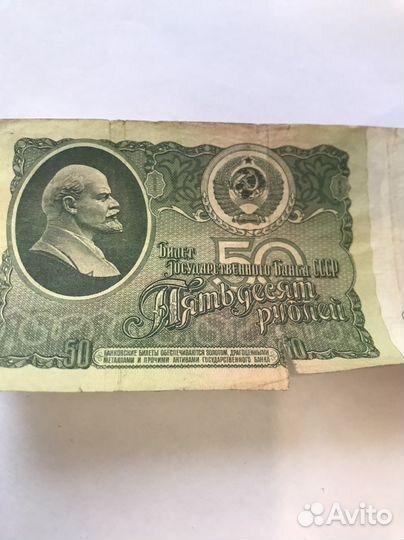 50
Билет
Государственного Банка СССР
Пятьдесят
рублей
50
БАНКОВСКИЕ БИЛЕТЫ ОБЕСПЕЧИВАЮТСЯ ЗОЛОТОМ, ДРАГОЦЕННЫМИ
МЕТАЛЛАМИ И ПРОЧИМИ АКТИВАМИ ГОСУДАРСТВЕННОГО БАНКА
0
Avito